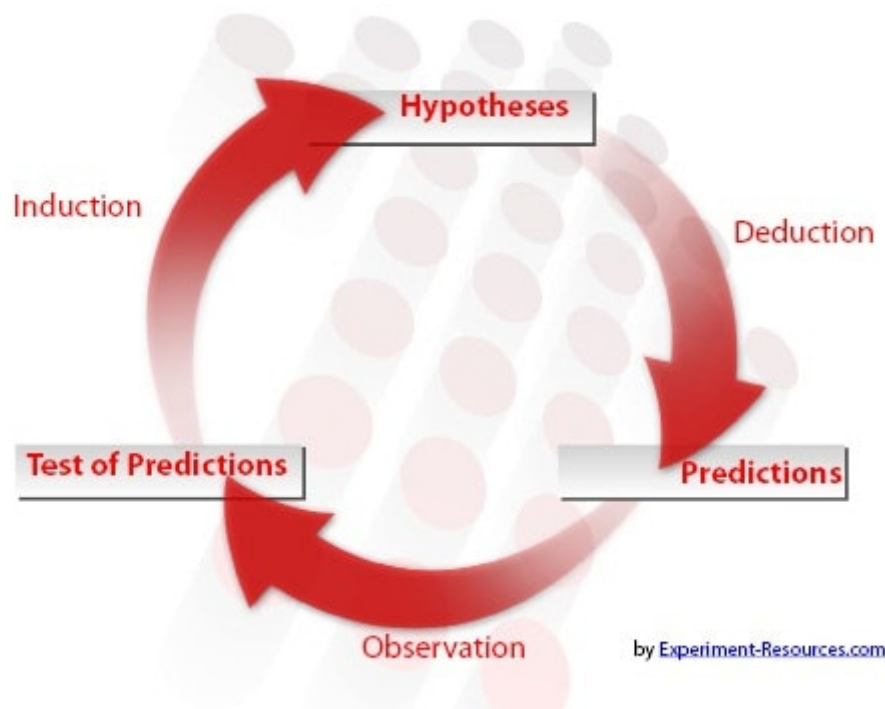 Hypotheses
Induction
Deduction
Test of Predictions
Predictions
Observation
by Experiment-Resources.com